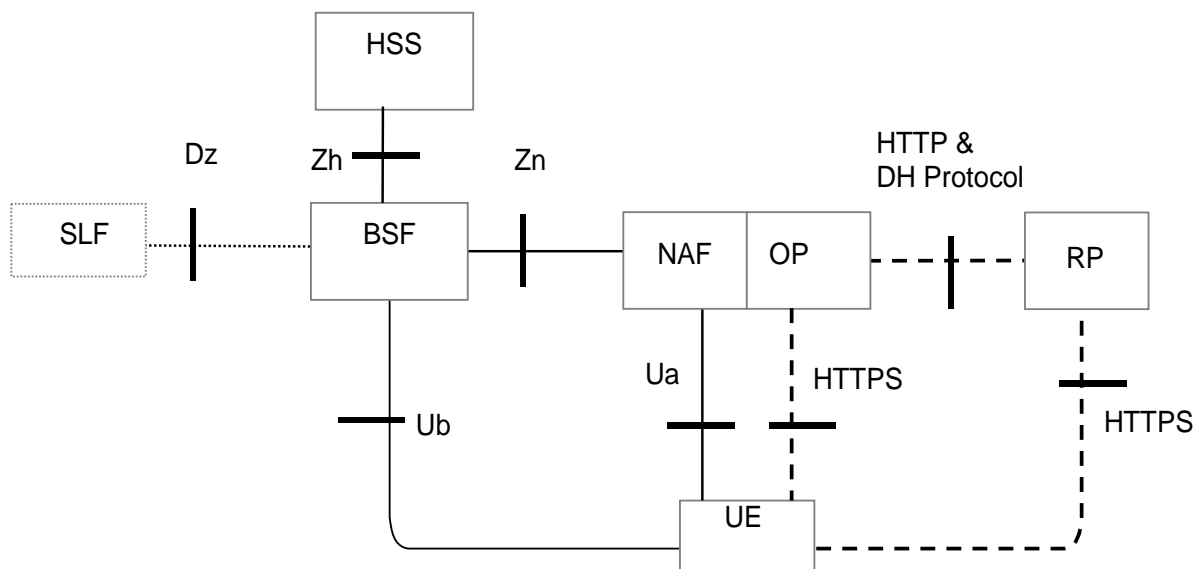 HSS
HTTP &
DH Protocol
Dz
Zh
Zn
SLF
BSF
NAF
OP
RP
Ua
HTTPS
Ub
HTTPS
UE